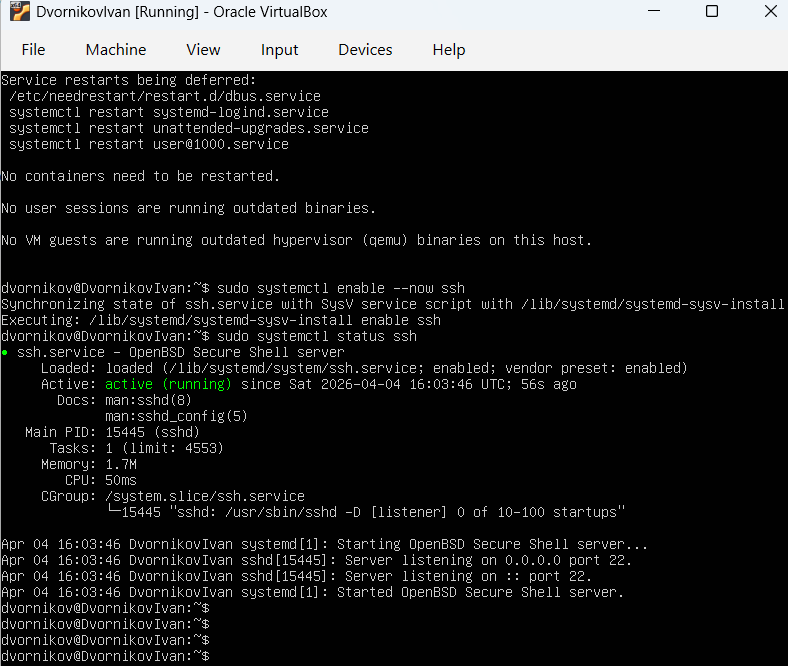 DvornikovIvan [Running] - Oracle VirtualBox
File Machine View Input Devices Help
Service restarts being deferred:
 /etc/needrestart/restart.d/dbus.service
 systemctl restart systemd-logind.service
 systemctl restart unattended-upgrades.service
 systemctl restart user@1000.service

No containers need to be restarted.

No user sessions are running outdated binaries.

No VM guests are running outdated hypervisor (qemu) binaries on this host.

dvornikov@DvornikovIvan:~$ sudo systemctl enable --now ssh
Synchronizing state of ssh.service with SysV service script with /lib/systemd/systemd-sysv-install
Executing: /lib/systemd/systemd-sysv-install enable ssh
dvornikov@DvornikovIvan:~$ sudo systemctl status ssh
● ssh.service - OpenBSD Secure Shell server
     Loaded: loaded (/lib/systemd/system/ssh.service; enabled; vendor preset: enabled)
     Active: active (running) since Sat 2026-04-04 16:03:46 UTC; 56s ago
       Docs: man:sshd(8)
             man:sshd_config(5)
   Main PID: 15445 (sshd)
      Tasks: 1 (limit: 4553)
     Memory: 1.7M
        CPU: 50ms
     CGroup: /system.slice/ssh.service
             └─15445 "sshd: /usr/sbin/sshd -D [listener] 0 of 10-100 startups"

Apr 04 16:03:46 DvornikovIvan systemd[1]: Starting OpenBSD Secure Shell server...
Apr 04 16:03:46 DvornikovIvan sshd[15445]: Server listening on 0.0.0.0 port 22.
Apr 04 16:03:46 DvornikovIvan sshd[15445]: Server listening on :: port 22.
Apr 04 16:03:46 DvornikovIvan systemd[1]: Started OpenBSD Secure Shell server.
dvornikov@DvornikovIvan:~$
dvornikov@DvornikovIvan:~$
dvornikov@DvornikovIvan:~$
dvornikov@DvornikovIvan:~$